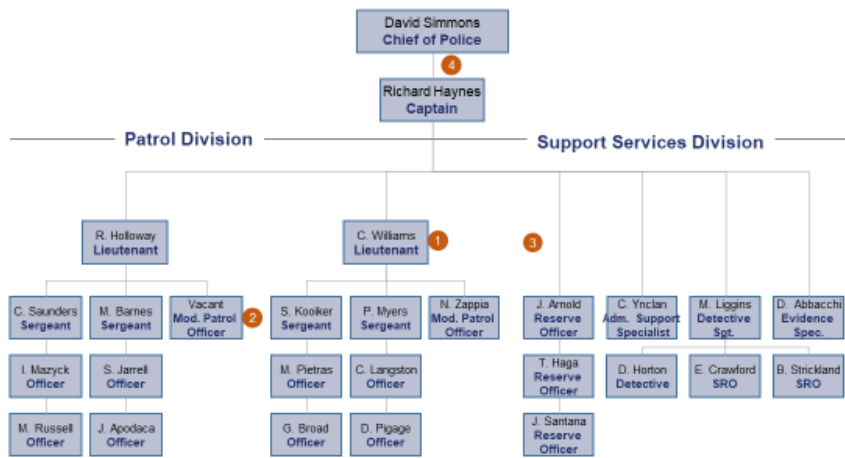 David Simmons
Chief of Police
4
Richard Haynes
Captain
Patrol Division
Support Services Division
R. Holloway
Lieutenant
C. Williams
Lieutenant
1
3
C. Saunders
Sergeant
M. Barnes
Sergeant
Vacant
Mod. Patrol
Officer
2
S. Kooiker
Sergeant
P. Myers
Sergeant
N. Zappia
Mod. Patrol
Officer
J. Arnold
Reserve
Officer
C. Ynclan
Adm. Support
Specialist
M. Liggins
Detective
Sgt.
D. Abbacchi
Evidence
Spec.
I. Mazyck
Officer
S. Jarrell
Officer
M. Pietras
Officer
C. Langston
Officer
T. Haga
Reserve
Officer
D. Horton
Detective
E. Crawford
SRO
B. Strickland
SRO
M. Russell
Officer
J. Apodaca
Officer
G. Broad
Officer
D. Pigage
Officer
J. Santana
Reserve
Officer